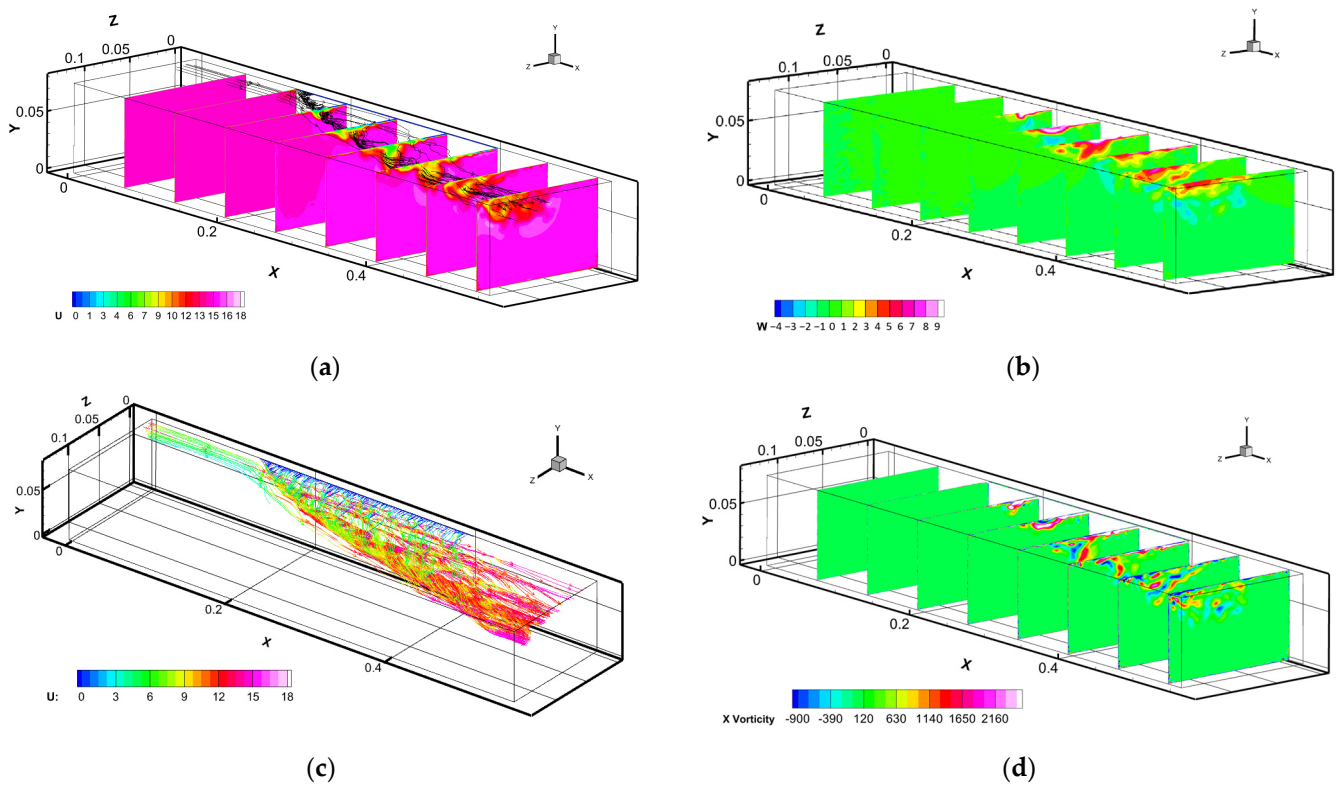 Z
0.1 0.05 0
Y
0.05
0
0
0.2
0.4
X
Y
Z X
U 0 1 3 4 6 7 9 10 12 13 15 16 18
(a)
Z
0.1 0.05 0
Y
0.05
0
0
0.2
0.4
X
Y
Z X
W -4 -3 -2 -1 0 1 2 3 4 5 6 7 8 9
(b)
Z
0.1 0.05 0
Y
0.05
0
0
0.2
0.4
X
Y
Z X
U: 0 3 6 9 12 15 18
(c)
Z
0.1 0.05 0
Y
0.05
0
0
0.2
0.4
X
Y
Z X
X Vorticity -900 -390 120 630 1140 1650 2160
(d)